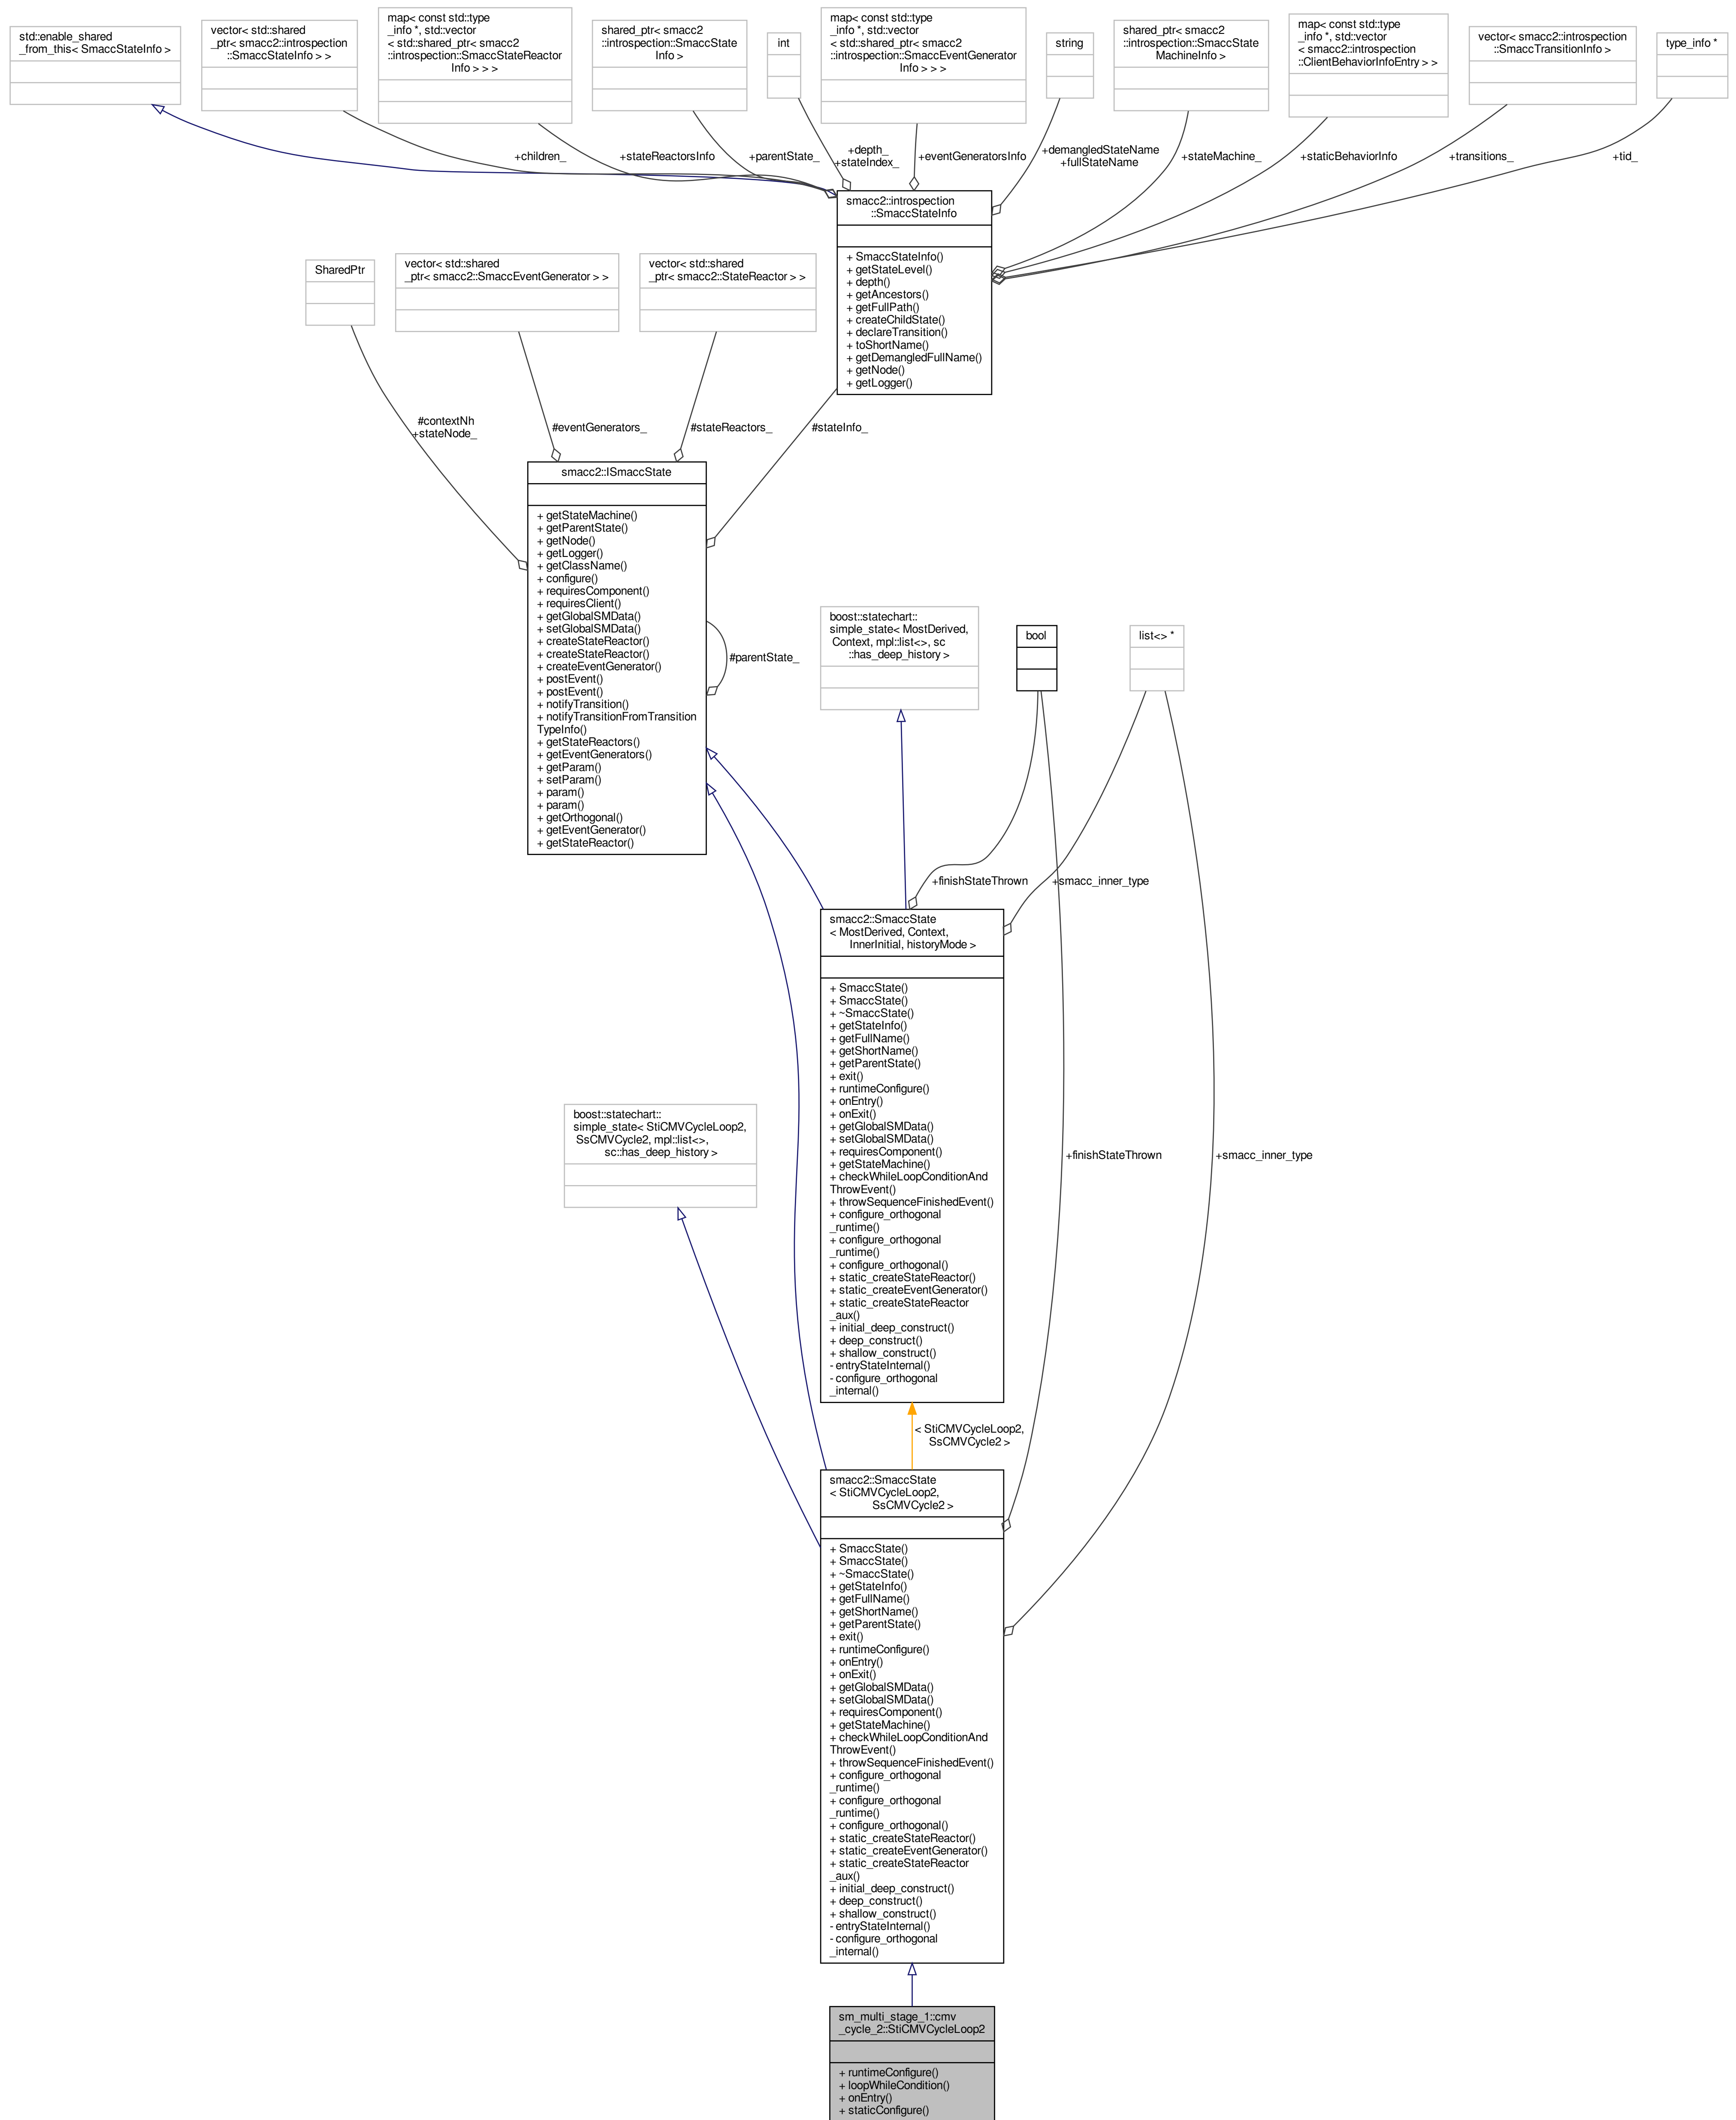 std::enable_shared
_from_this< SmaccStateInfo >
vector< std::shared
_ptr< smacc2::introspection
::SmaccStateInfo > >
map< const std::type
_info *, std::vector
< std::shared_ptr< smacc2
::introspection::SmaccStateReactor
Info > > >
shared_ptr< smacc2
::introspection::SmaccState
Info >
int
map< const std::type
_info *, std::vector
< std::shared_ptr< smacc2
::introspection::SmaccEventGenerator
Info > > >
string
shared_ptr< smacc2
::introspection::SmaccState
MachineInfo >
map< const std::type
_info *, std::vector
< smacc2::introspection
::ClientBehaviorInfoEntry > >
vector< smacc2::introspection
::SmaccTransitionInfo >
type_info *
+children_
+stateReactorsInfo
+parentState_
+depth_
+stateIndex_
+eventGeneratorsInfo
+demangledStateName
+fullStateName
+stateMachine_
+staticBehaviorInfo
+transitions_
+tid_
smacc2::introspection
::SmaccStateInfo
+ SmaccStateInfo()
+ getStateLevel()
+ depth()
+ getAncestors()
+ getFullPath()
+ createChildState()
+ declareTransition()
+ toShortName()
+ getDemangledFullName()
+ getNode()
+ getLogger()
SharedPtr
vector< std::shared
_ptr< smacc2::SmaccEventGenerator > >
vector< std::shared
_ptr< smacc2::StateReactor > >
#contextNh
+stateNode_
#eventGenerators_
#stateReactors_
#stateInfo_
smacc2::ISmaccState
+ getStateMachine()
+ getParentState()
+ getNode()
+ getLogger()
+ getClassName()
+ configure()
+ requiresComponent()
+ requiresClient()
+ getGlobalSMData()
+ setGlobalSMData()
+ createStateReactor()
+ createStateReactor()
+ createEventGenerator()
+ postEvent()
+ postEvent()
+ notifyTransition()
+ notifyTransitionFromTransition
TypeInfo()
+ getStateReactors()
+ getEventGenerators()
+ getParam()
+ setParam()
+ param()
+ param()
+ getOrthogonal()
+ getEventGenerator()
+ getStateReactor()
#parentState_
boost::statechart::
simple_state< MostDerived,
Context, mpl::list<>, sc
::has_deep_history >
bool
list<> *
+finishStateThrown
+smacc_inner_type
smacc2::SmaccState
< MostDerived, Context,
InnerInitial, historyMode >
+ SmaccState()
+ SmaccState()
+ ~SmaccState()
+ getStateInfo()
+ getFullName()
+ getShortName()
+ getParentState()
+ exit()
+ runtimeConfigure()
+ onEntry()
+ onExit()
+ getGlobalSMData()
+ setGlobalSMData()
+ requiresComponent()
+ getStateMachine()
+ checkWhileLoopConditionAnd
ThrowEvent()
+ throwSequenceFinishedEvent()
+ configure_orthogonal
_runtime()
+ configure_orthogonal
_runtime()
+ configure_orthogonal()
+ static_createStateReactor()
+ static_createEventGenerator()
+ static_createStateReactor
_aux()
+ initial_deep_construct()
+ deep_construct()
+ shallow_construct()
- entryStateInternal()
- configure_orthogonal
_internal()
boost::statechart::
simple_state< StiCMVCycleLoop2,
SsCMVCycle2, mpl::list<>,
sc::has_deep_history >
+finishStateThrown
+smacc_inner_type
< StiCMVCycleLoop2,
SsCMVCycle2 >
smacc2::SmaccState
< StiCMVCycleLoop2,
SsCMVCycle2 >
+ SmaccState()
+ SmaccState()
+ ~SmaccState()
+ getStateInfo()
+ getFullName()
+ getShortName()
+ getParentState()
+ exit()
+ runtimeConfigure()
+ onEntry()
+ onExit()
+ getGlobalSMData()
+ setGlobalSMData()
+ requiresComponent()
+ getStateMachine()
+ checkWhileLoopConditionAnd
ThrowEvent()
+ throwSequenceFinishedEvent()
+ configure_orthogonal
_runtime()
+ configure_orthogonal
_runtime()
+ configure_orthogonal()
+ static_createStateReactor()
+ static_createEventGenerator()
+ static_createStateReactor
_aux()
+ initial_deep_construct()
+ deep_construct()
+ shallow_construct()
- entryStateInternal()
- configure_orthogonal
_internal()
sm_multi_stage_1::cmv
_cycle_2::StiCMVCycleLoop2
+ runtimeConfigure()
+ loopWhileCondition()
+ onEntry()
+ staticConfigure()